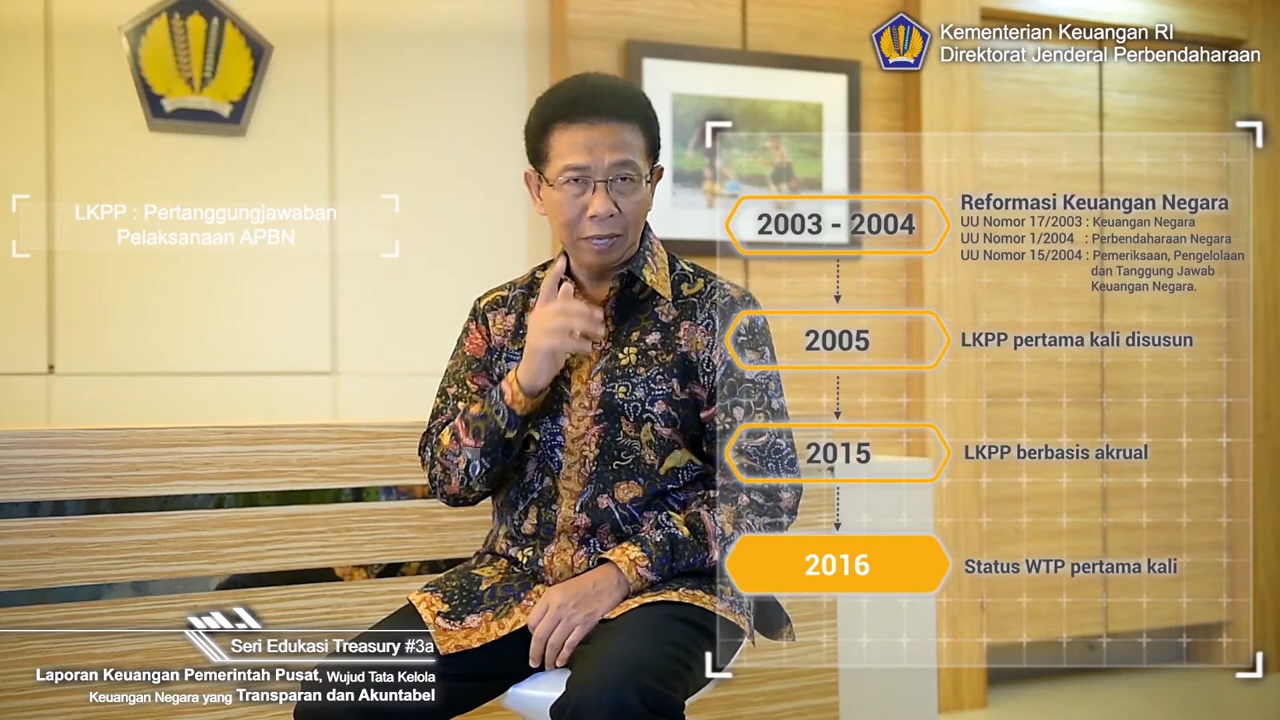 Kementerian Keuangan RI
Direktorat Jenderal Perbendaharaan
LKPP : Pertanggungjawaban
Pelaksanaan APBN
2003 - 2004
Reformasi Keuangan Negara
UU Nomor 17/2003 : Keuangan Negara
UU Nomor 1/2004 : Perbendaharaan Negara
UU Nomor 15/2004 : Pemeriksaan, Pengelolaan
dan Tanggung Jawab
Keuangan Negara.
2005
LKPP pertama kali disusun
2015
LKPP berbasis akrual
2016
Status WTP pertama kali
Seri Edukasi Treasury #3a
Laporan Keuangan Pemerintah Pusat, Wujud Tata Kelola
Keuangan Negara yang Transparan dan Akuntabel